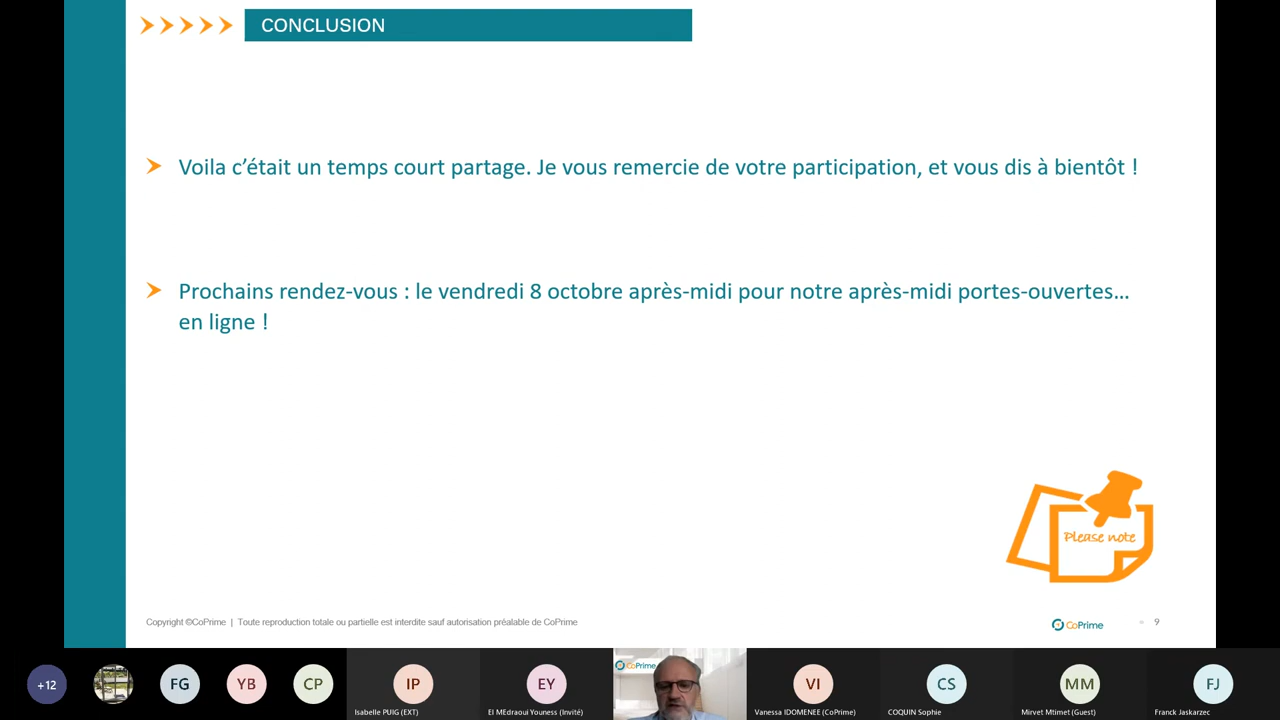 CONCLUSION
Voila c’était un temps court partage. Je vous remercie de votre participation, et vous dis à bientôt !
Prochains rendez-vous : le vendredi 8 octobre après-midi pour notre après-midi portes-ouvertes…
en ligne !
Please note
Copyright ©CoPrime | Toute reproduction totale ou partielle est interdite sauf autorisation préalable de CoPrime
CoPrime
9
CoPrime
+12
FG
YB
CP
IP
EY
VI
CS
MM
FJ
Isabelle PUIG (EXT)
El MEdraoui Youness (Invité)
Vanessa IDOMENEE (CoPrime)
COQUIN Sophie
Mirvet Mtimet (Guest)
Franck Jaskarzec